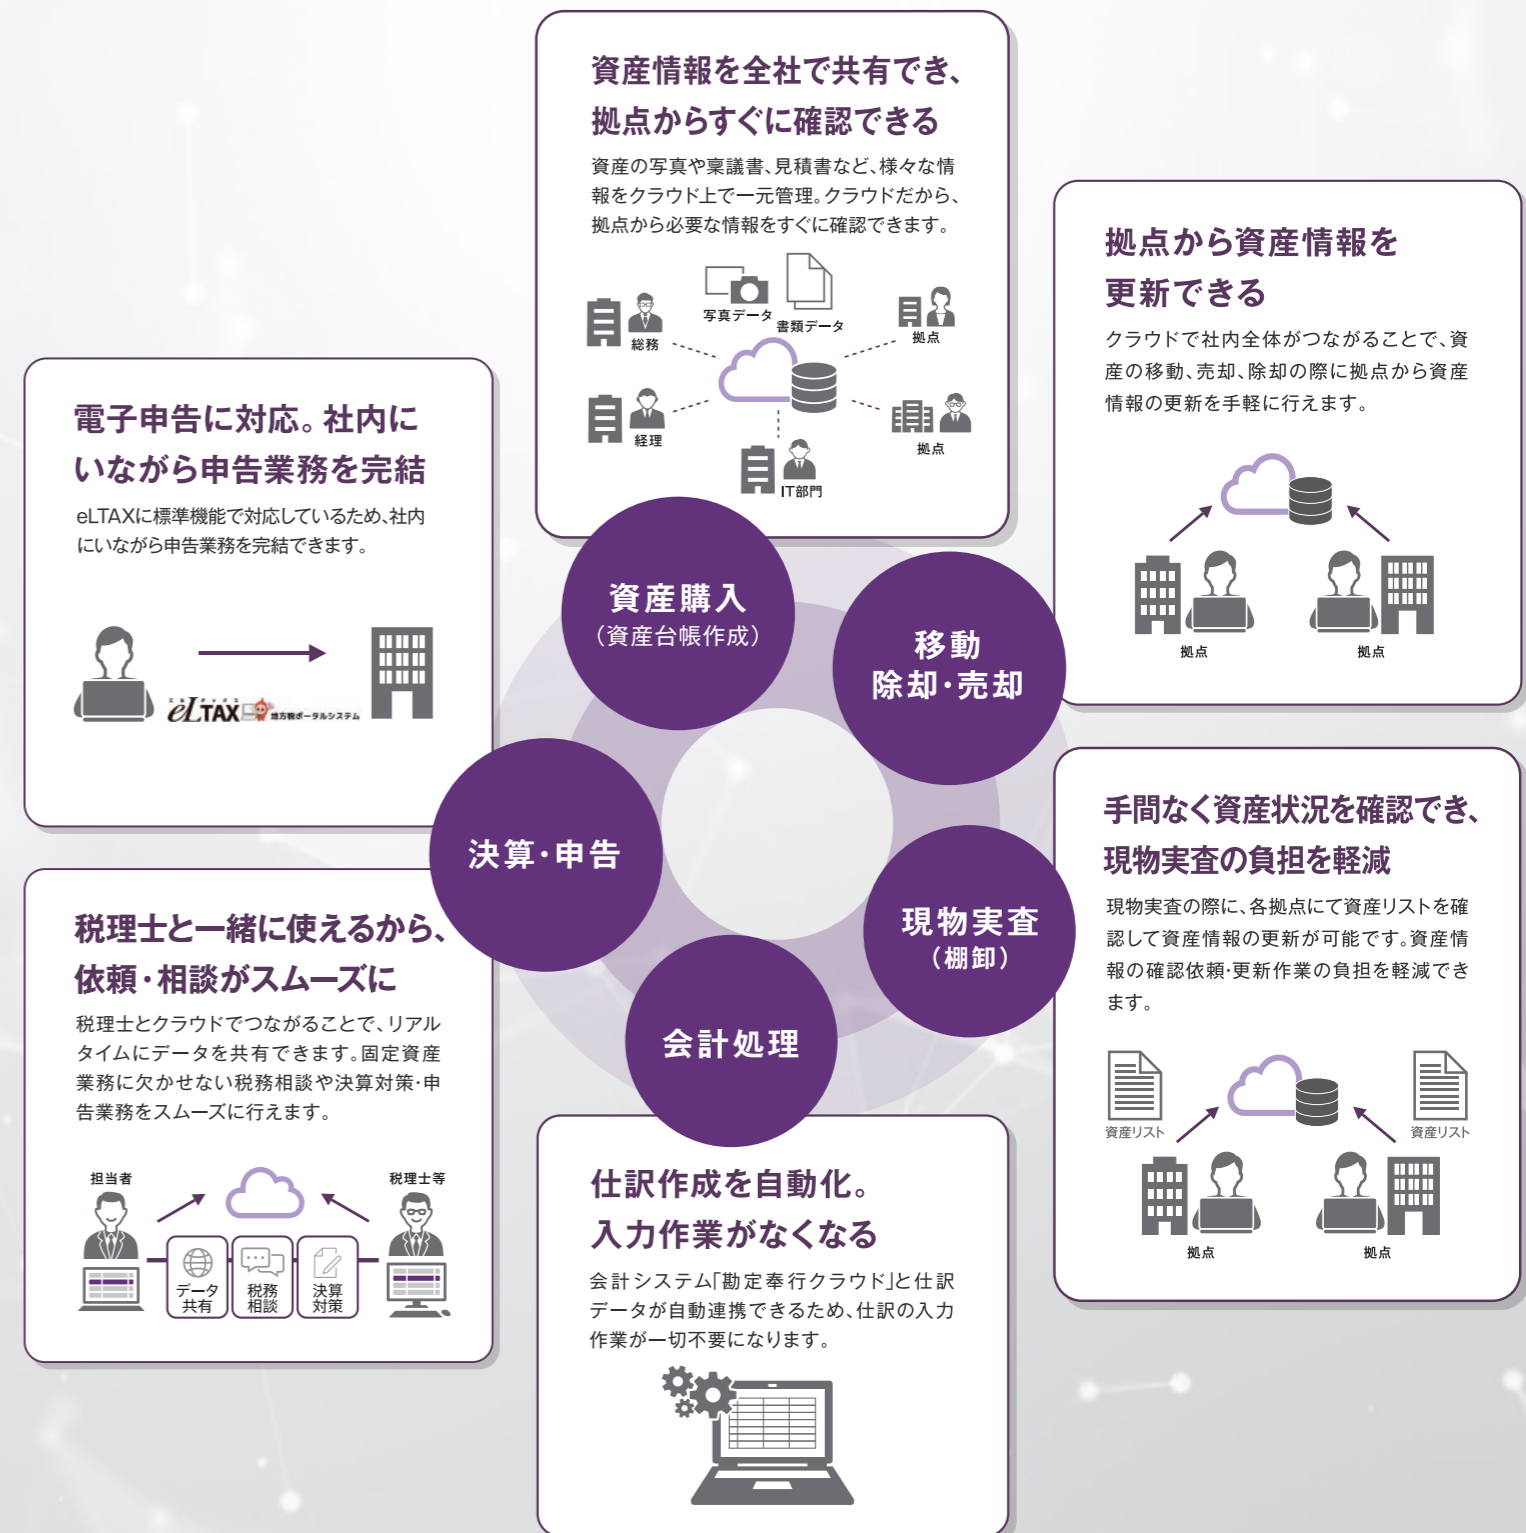 資産情報を全社で共有でき、
拠点からすぐに確認できる
資産の写真や稟議書、見積書など、様々な情
報をクラウド上で一元管理。クラウドだから、
拠点から必要な情報をすぐに確認できます。
写真データ
書類データ
総務
拠点
経理
拠点
IT部門
拠点から資産情報を
更新できる
クラウドで社内全体がつながることで、資
産の移動、売却、除却の際に拠点から資産
情報の更新を手軽に行えます。
拠点
拠点
電子申告に対応。社内に
いながら申告業務を完結
eLTAXに標準機能で対応しているため、社内
にいながら申告業務を完結できます。
エルタックス
eLTAX
地方税ポータルシステム
資産購入
（資産台帳作成）
移動
除却・売却
現物実査
（棚卸）
会計処理
決算・申告
手間なく資産状況を確認でき、
現物実査の負担を軽減
現物実査の際に、各拠点にて資産リストを確
認して資産情報の更新が可能です。資産情
報の確認依頼・更新作業の負担を軽減でき
ます。
資産リスト
資産リスト
拠点
拠点
税理士と一緒に使えるから、
依頼・相談がスムーズに
税理士とクラウドでつながることで、リアル
タイムにデータを共有できます。固定資産
業務に欠かせない税務相談や決算対策・申
告業務をスムーズに行えます。
担当者
税理士等
データ
共有
税務
相談
決算
対策
仕訳作成を自動化。
入力作業がなくなる
会計システム「勘定奉行クラウド」と仕訳
データが自動連携できるため、仕訳の入力
作業が一切不要になります。